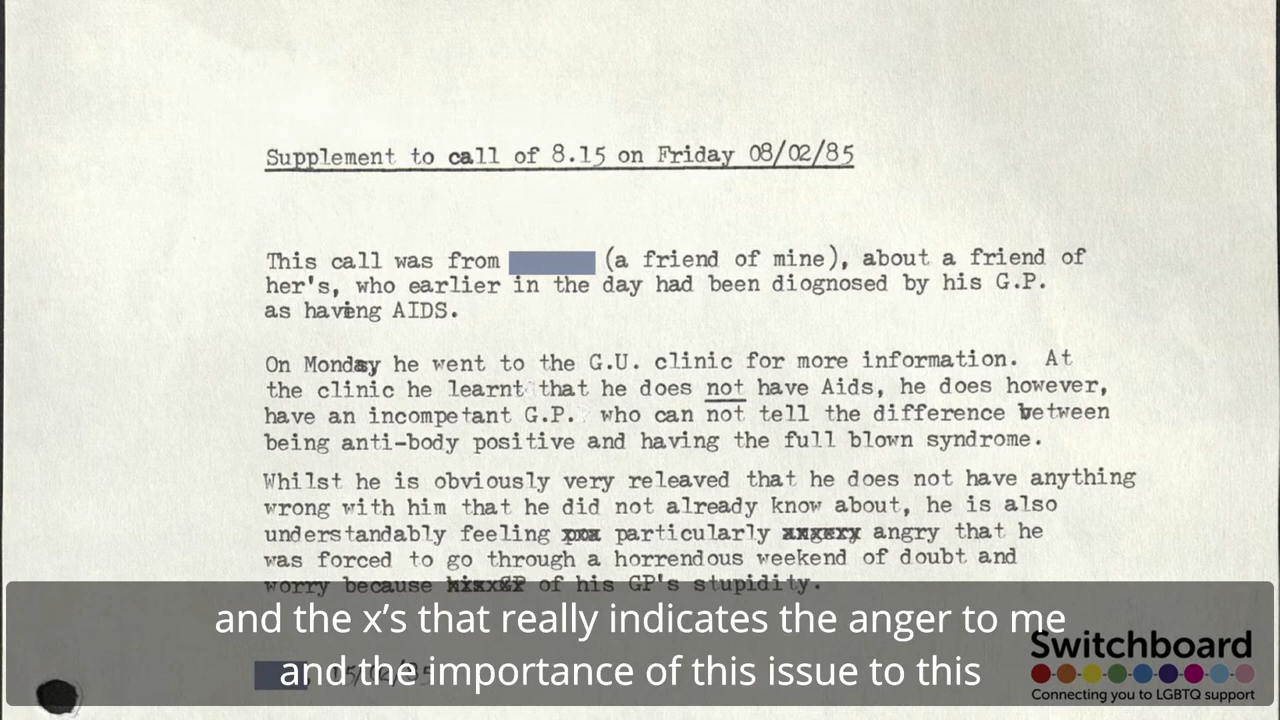 Supplement to call of 8.15 on Friday 08/02/85
This call was from (a friend of mine), about a friend of
her's, who earlier in the day had been diognosed by his G.P.
as having AIDS.
On Monday he went to the G.U. clinic for more information. At
the clinic he learnt that he does not have Aids, he does however,
have an incompetant G.P. who can not tell the difference between
being anti-body positive and having the full blown syndrome.
Whilst he is obviously very releaved that he does not have anything
wrong with him that he did not already know about, he is also
understandably feeling particularly angry that he
was forced to go through a horrendous weekend of doubt and
worry because of his GP's stupidity.
and the x’s that really indicates the anger to me
and the importance of this issue to this
Switchboard
Connecting you to LGBTQ support